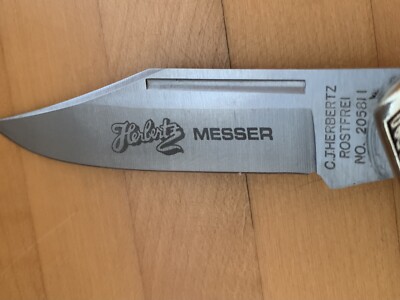 Herbertz MESSER
C.JHERBERTZ
ROSTFREI
NO. 205811